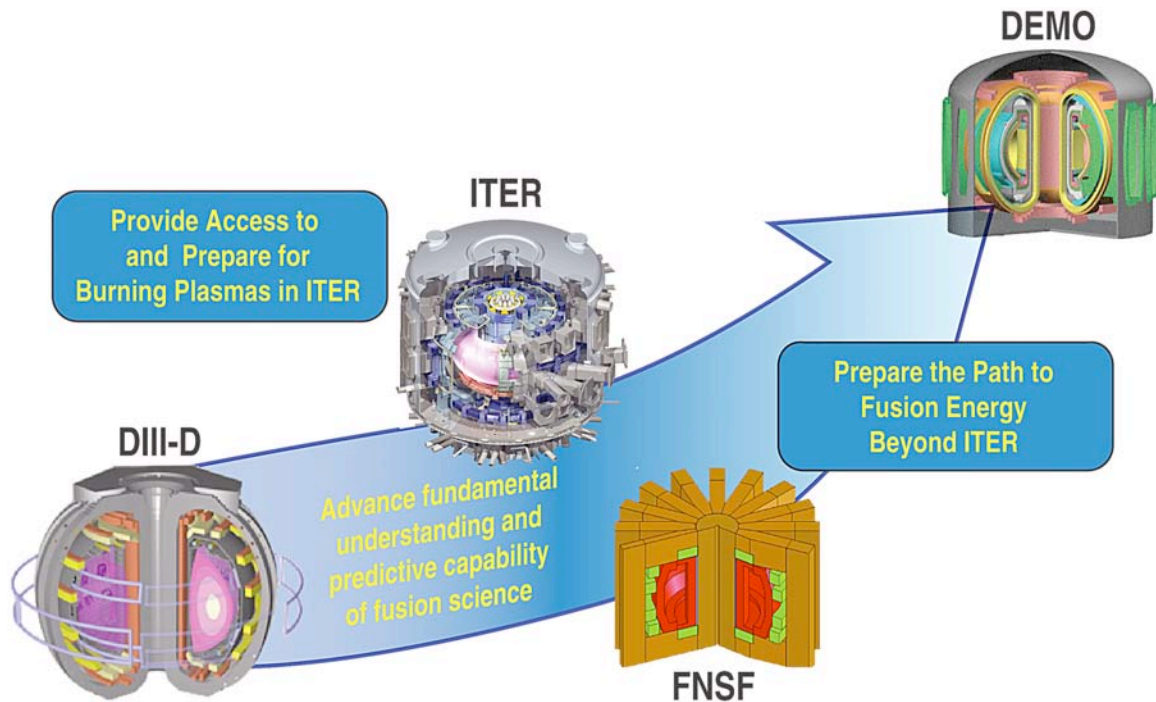 DEMO
ITER
Provide Access to
and Prepare for
Burning Plasmas in ITER
Prepare the Path to
Fusion Energy
Beyond ITER
DIII-D
Advance fundamental
understanding and
predictive capability
of fusion science
FNSF